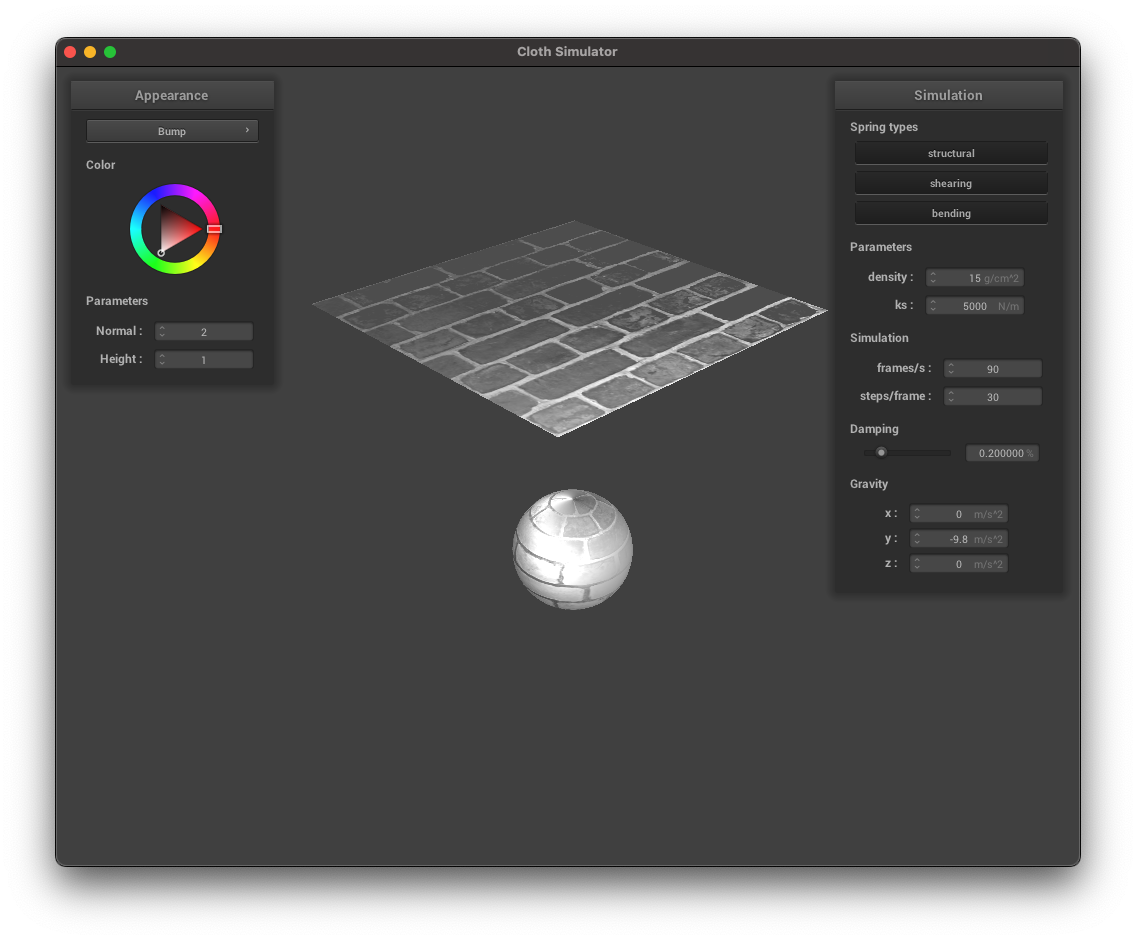 Cloth Simulator
Appearance
Bump
Color
Parameters
Normal : 2
Height : 1
Simulation
Spring types
structural
shearing
bending
Parameters
density : 15 g/cm^2
ks : 5000 N/m
Simulation
frames/s : 90
steps/frame : 30
Damping
0.200000 %
Gravity
x : 0 m/s^2
y : -9.8 m/s^2
z : 0 m/s^2